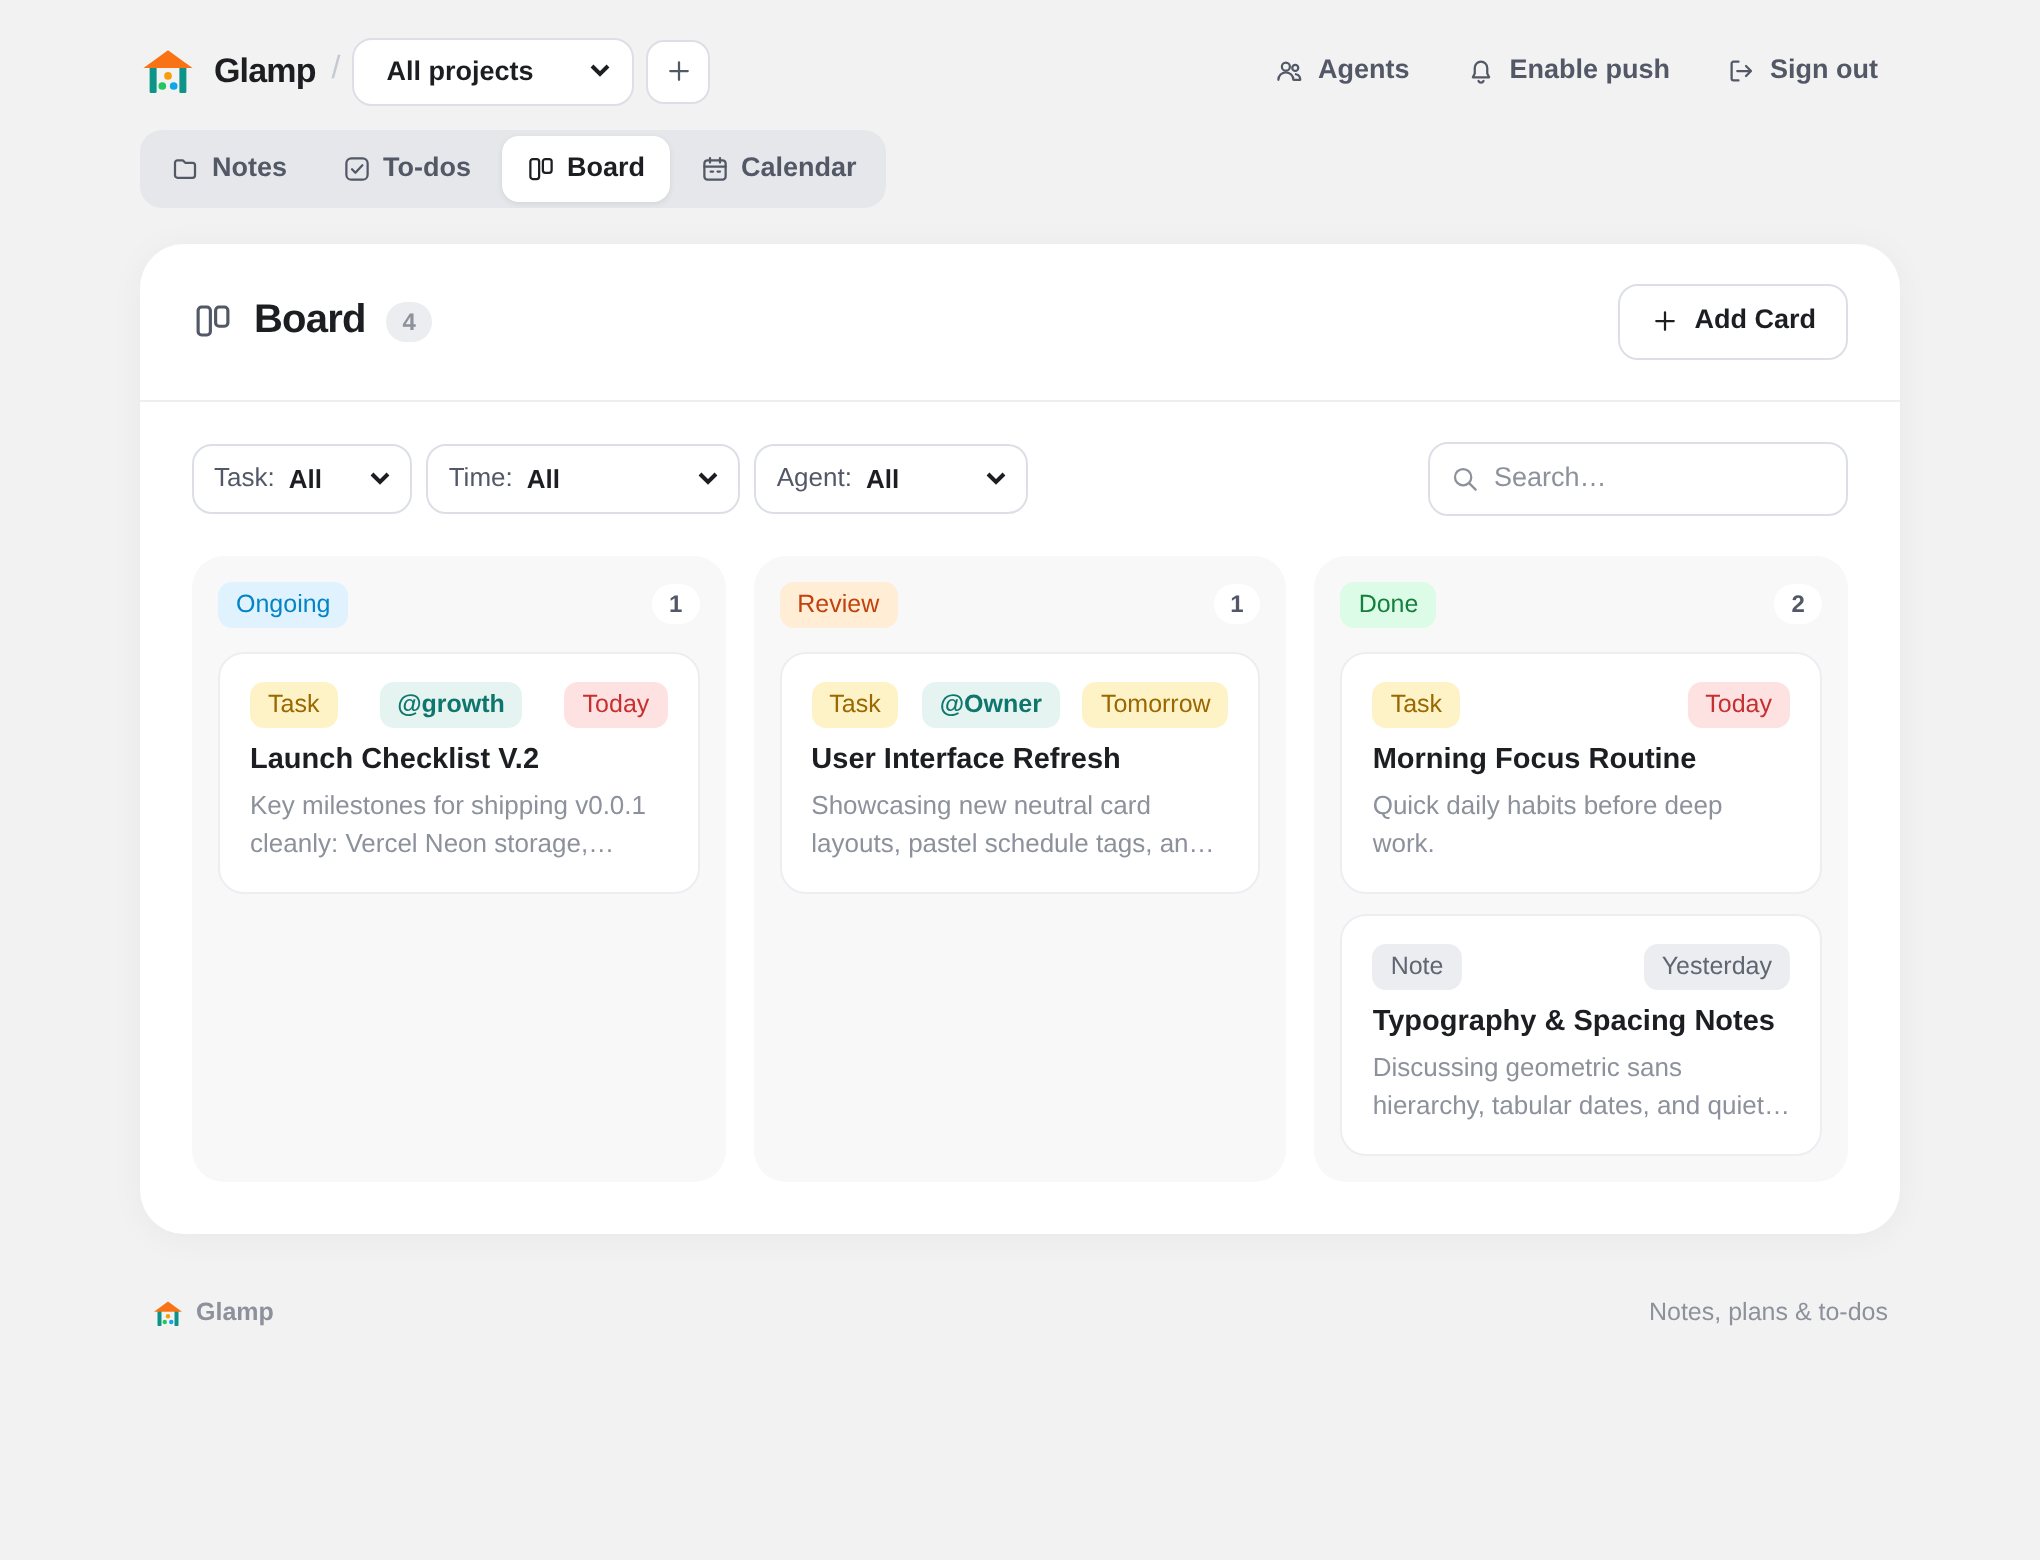 Glamp / All projects
Agents Enable push Sign out
Notes To-dos Board Calendar
Board 4
Add Card
Task: All Time: All Agent: All
Search…
Ongoing 1
Task @growth Today
Launch Checklist V.2
Key milestones for shipping v0.0.1
cleanly: Vercel Neon storage,…
Review 1
Task @Owner Tomorrow
User Interface Refresh
Showcasing new neutral card
layouts, pastel schedule tags, an…
Done 2
Task Today
Morning Focus Routine
Quick daily habits before deep
work.
Note Yesterday
Typography & Spacing Notes
Discussing geometric sans
hierarchy, tabular dates, and quiet…
Glamp
Notes, plans & to-dos